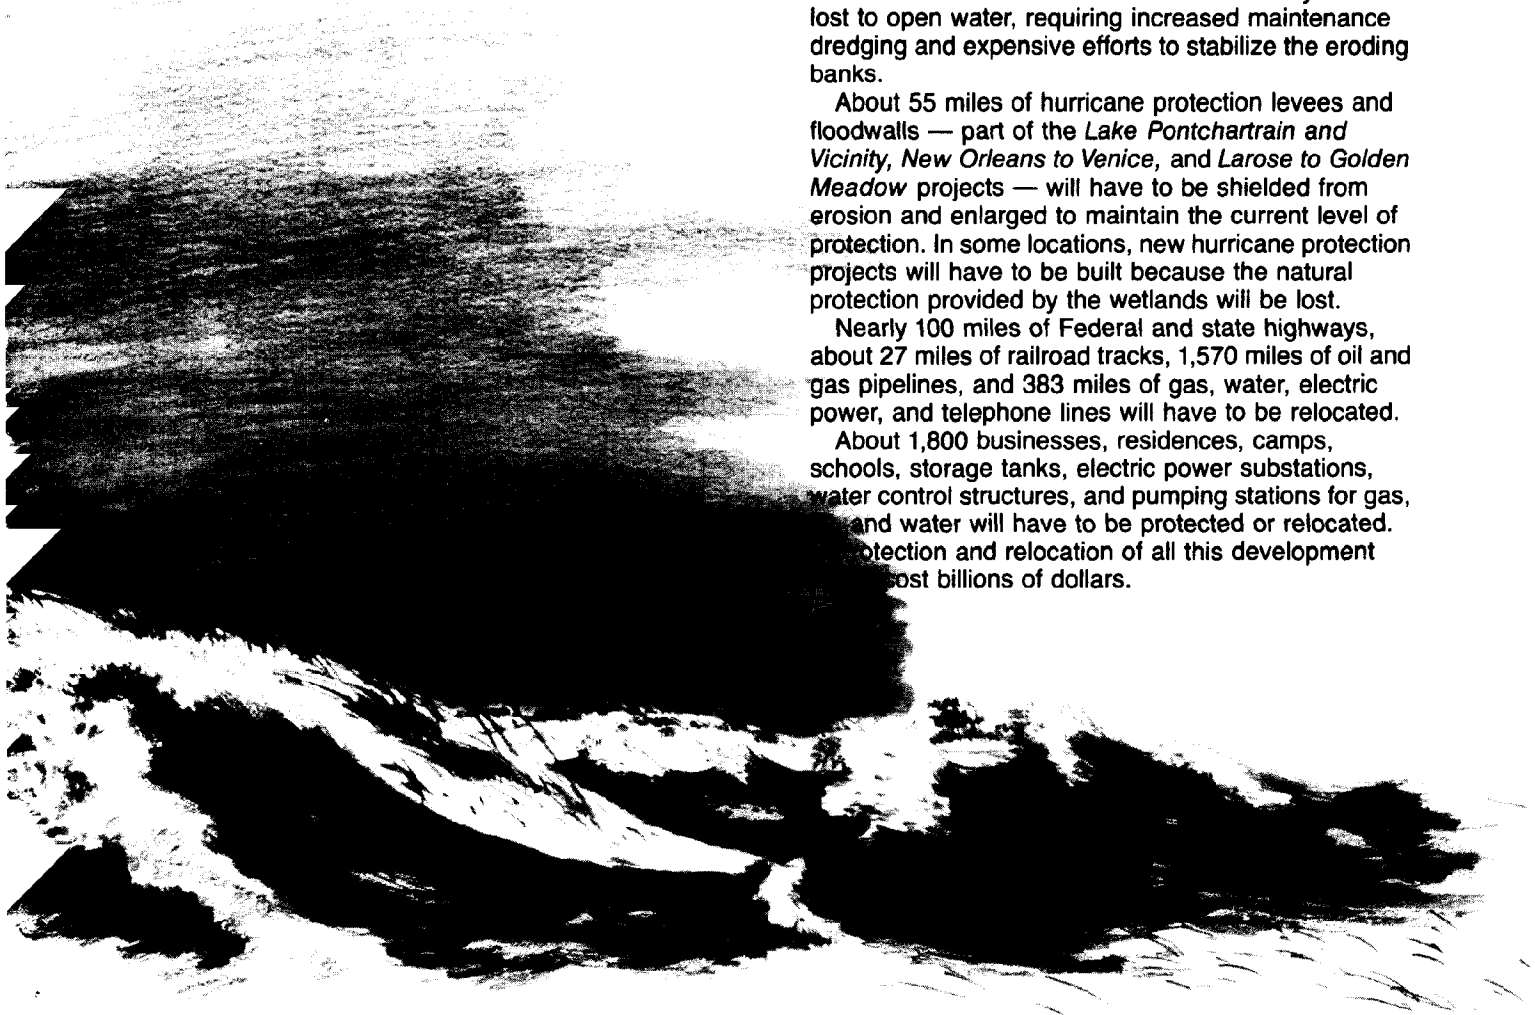 lost to open water, requiring increased maintenance
dredging and expensive efforts to stabilize the eroding
banks.
About 55 miles of hurricane protection levees and
floodwalls — part of the Lake Pontchartrain and
Vicinity, New Orleans to Venice, and Larose to Golden
Meadow projects — will have to be shielded from
erosion and enlarged to maintain the current level of
protection. In some locations, new hurricane protection
projects will have to be built because the natural
protection provided by the wetlands will be lost.
Nearly 100 miles of Federal and state highways,
about 27 miles of railroad tracks, 1,570 miles of oil and
gas pipelines, and 383 miles of gas, water, electric
power, and telephone lines will have to be relocated.
About 1,800 businesses, residences, camps,
schools, storage tanks, electric power substations,
water control structures, and pumping stations for gas,
and water will have to be protected or relocated.
otection and relocation of all this development
ost billions of dollars.